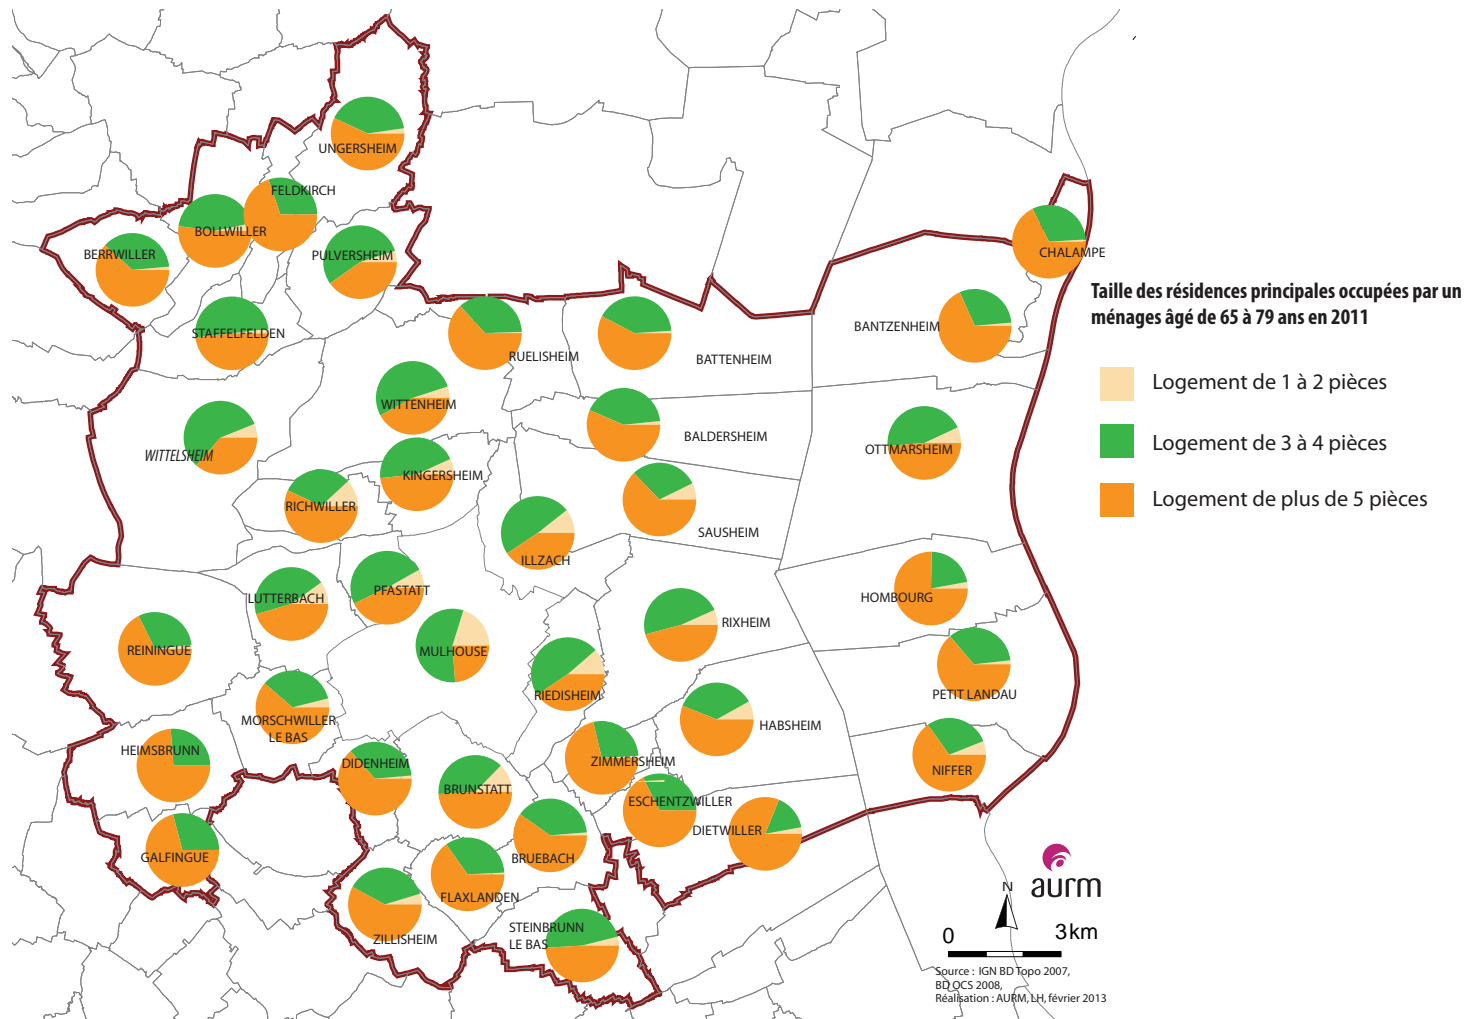 UNGERSHEIM
FELDKIRCH
BOLLWILLER
BERRWILLER
PULVERSHEIM
CHALAMPE
STAFFELFELDEN
RUELISHEIM
BATTENHEIM
BANTZENHEIM
WITTENHEIM
BALDERSHEIM
WITTELSHEIM
OTTMARSHEIM
KINGERSHEIM
RICHWILLER
SAUSHEIM
ILLZACH
PFASTATT
LUTTERBACH
HOMBOURG
RIXHEIM
REININGUE
MULHOUSE
RIEDISHEIM
PETIT LANDAU
MORSCHWILLER
LE BAS
HABSHEIM
HEIMSBRUNN
DIDENHEIM
ZIMMERSHEIM
NIFFER
BRUNSTATT
ESCHENTZWILLER
DIETWILLER
GALFINGUE
BRUEBACH
FLAXLANDEN
ZILLISHEIM
STEINBRUNN
LE BAS
Taille des résidences principales occupées par un
ménages âgé de 65 à 79 ans en 2011
Logement de 1 à 2 pièces
Logement de 3 à 4 pièces
Logement de plus de 5 pièces
aurm
N
0 3 km
Source : IGN BD Topo 2007,
BD OCS 2008,
Réalisation : AURM, LH, février 2013